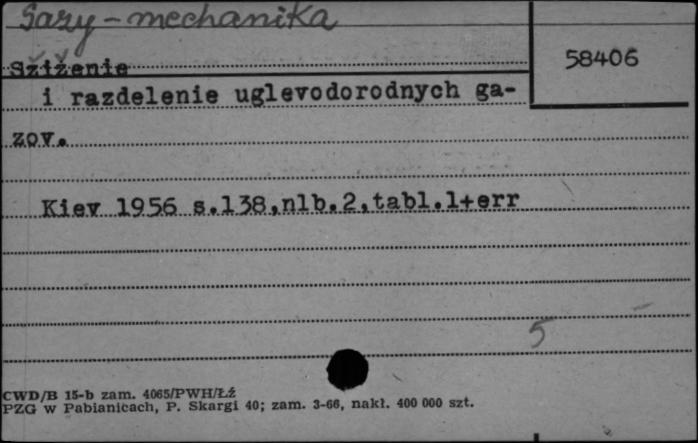 Gazy - mechanika
58406
Sžiženie
i razdelenie uglevodorodnych ga-
zov.
Kiev 1956 s.138,nlb.2,tabl.1+err
5
CWD/B 15-b zam. 4065/PWH/Łź
PZG w Pabianicach, P. Skargi 40; zam. 3-66, nakł. 400 000 szt.